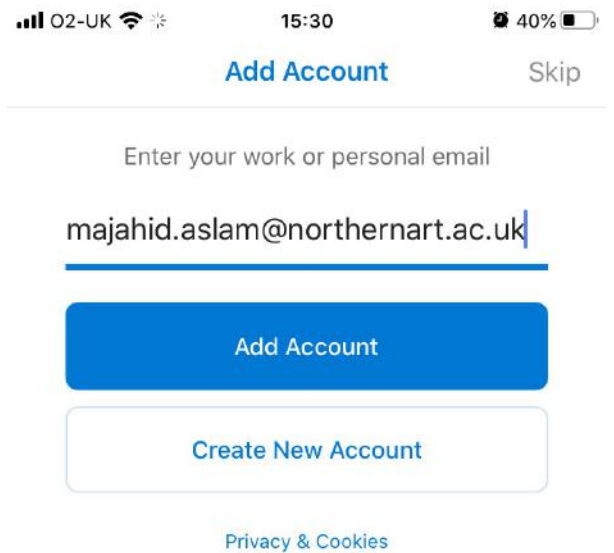 O2-UK 15:30 40%
Add Account Skip
Enter your work or personal email
majahid.aslam@northernart.ac.uk
Add Account
Create New Account
Privacy & Cookies